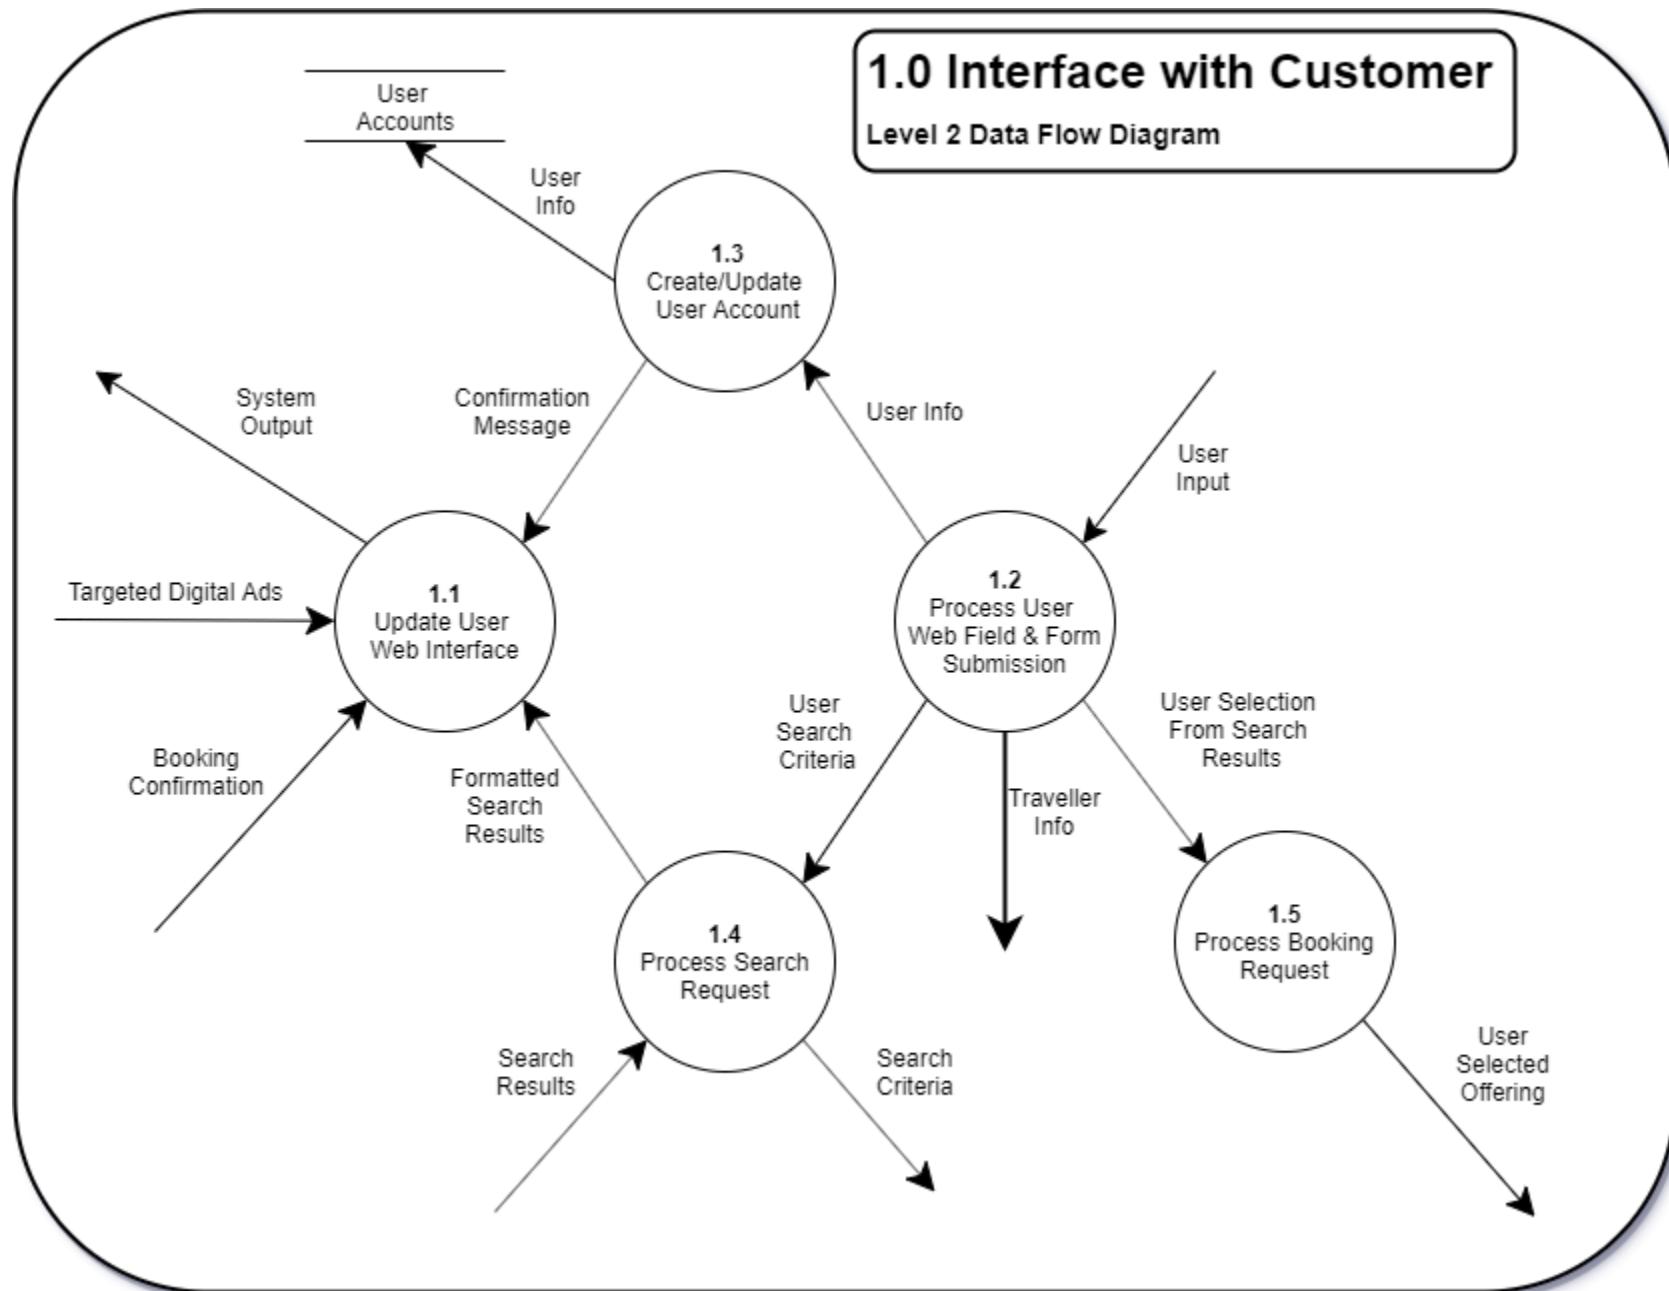 1.0 Interface with Customer
Level 2 Data Flow Diagram
User
Accounts
User
Info
1.3
Create/Update
User Account
System
Output
Confirmation
Message
User Info
User
Input
Targeted Digital Ads
1.1
Update User
Web Interface
1.2
Process User
Web Field & Form
Submission
Booking
Confirmation
Formatted
Search
Results
User
Search
Criteria
Traveller
Info
User Selection
From Search
Results
1.4
Process Search
Request
1.5
Process Booking
Request
Search
Results
Search
Criteria
User
Selected
Offering